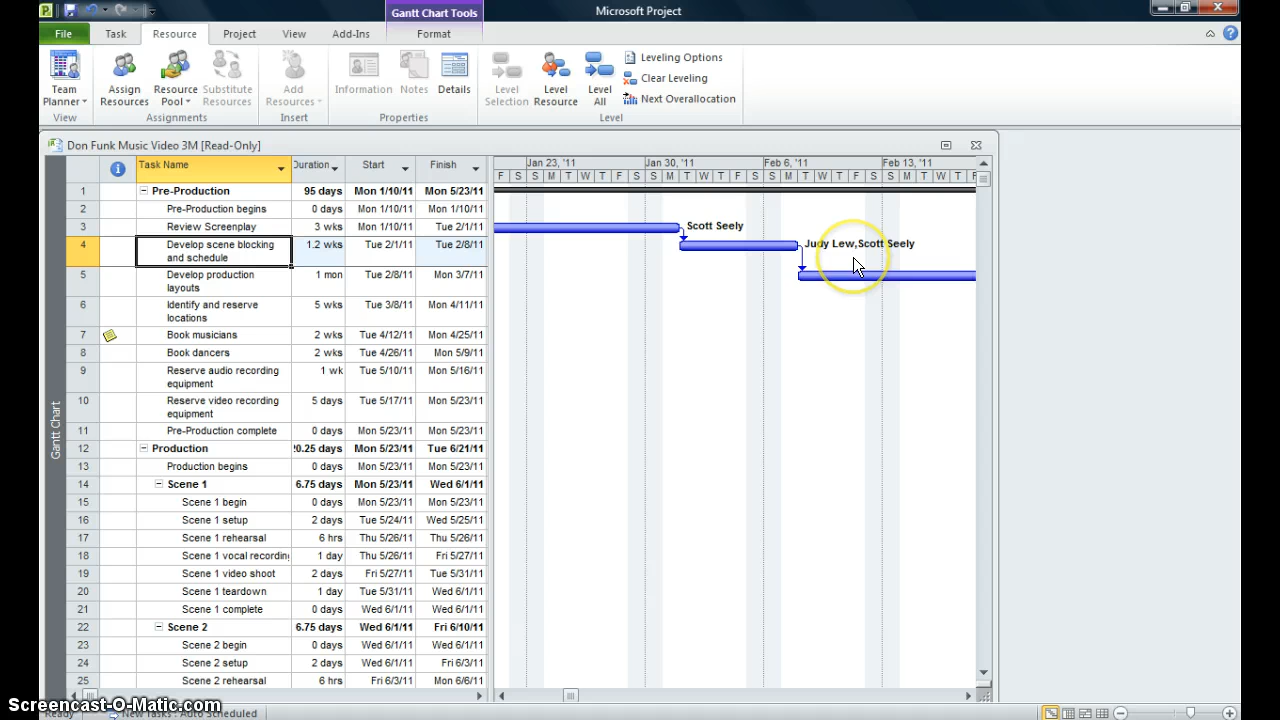 Gantt Chart Tools
Microsoft Project
File Task Resource Project View Add-Ins Format
Team Planner
Assign Resources
Resource Pool
Substitute Resources
Add Resources
Information
Notes
Details
Level Selection
Level Resource
Level All
Leveling Options
Clear Leveling
Next Overallocation
View Assignments Insert Properties Level
Don Funk Music Video 3M [Read-Only]
Task Name Duration Start Finish
Jan 23, '11 Jan 30, '11 Feb 6, '11 Feb 13, '11
F S S M T W T F S S M T W T F S S M T W T F S S M T W T
1 Pre-Production 95 days Mon 1/10/11 Mon 5/23/11
2 Pre-Production begins 0 days Mon 1/10/11 Mon 1/10/11
3 Review Screenplay 3 wks Mon 1/10/11 Tue 2/1/11 Scott Seely
4 Develop scene blocking and schedule 1.2 wks Tue 2/1/11 Tue 2/8/11 Judy Lew,Scott Seely
5 Develop production layouts 1 mon Tue 2/8/11 Mon 3/7/11
6 Identify and reserve locations 5 wks Tue 3/8/11 Mon 4/11/11
7 Book musicians 2 wks Tue 4/12/11 Mon 4/25/11
8 Book dancers 2 wks Tue 4/26/11 Mon 5/9/11
9 Reserve audio recording equipment 1 wk Tue 5/10/11 Mon 5/16/11
10 Reserve video recording equipment 5 days Tue 5/17/11 Mon 5/23/11
11 Pre-Production complete 0 days Mon 5/23/11 Mon 5/23/11
12 Production 20.25 days Mon 5/23/11 Tue 6/21/11
13 Production begins 0 days Mon 5/23/11 Mon 5/23/11
14 Scene 1 6.75 days Mon 5/23/11 Wed 6/1/11
15 Scene 1 begin 0 days Mon 5/23/11 Mon 5/23/11
16 Scene 1 setup 2 days Tue 5/24/11 Wed 5/25/11
17 Scene 1 rehearsal 6 hrs Thu 5/26/11 Thu 5/26/11
18 Scene 1 vocal recording 1 day Thu 5/26/11 Fri 5/27/11
19 Scene 1 video shoot 2 days Fri 5/27/11 Tue 5/31/11
20 Scene 1 teardown 1 day Tue 5/31/11 Wed 6/1/11
21 Scene 1 complete 0 days Wed 6/1/11 Wed 6/1/11
22 Scene 2 6.75 days Wed 6/1/11 Fri 6/10/11
23 Scene 2 begin 0 days Wed 6/1/11 Wed 6/1/11
24 Scene 2 setup 2 days Wed 6/1/11 Fri 6/3/11
25 Scene 2 rehearsal 6 hrs Fri 6/3/11 Mon 6/6/11
Gantt Chart
Screencast-O-Matic.com
Ready New Tasks : Auto Scheduled